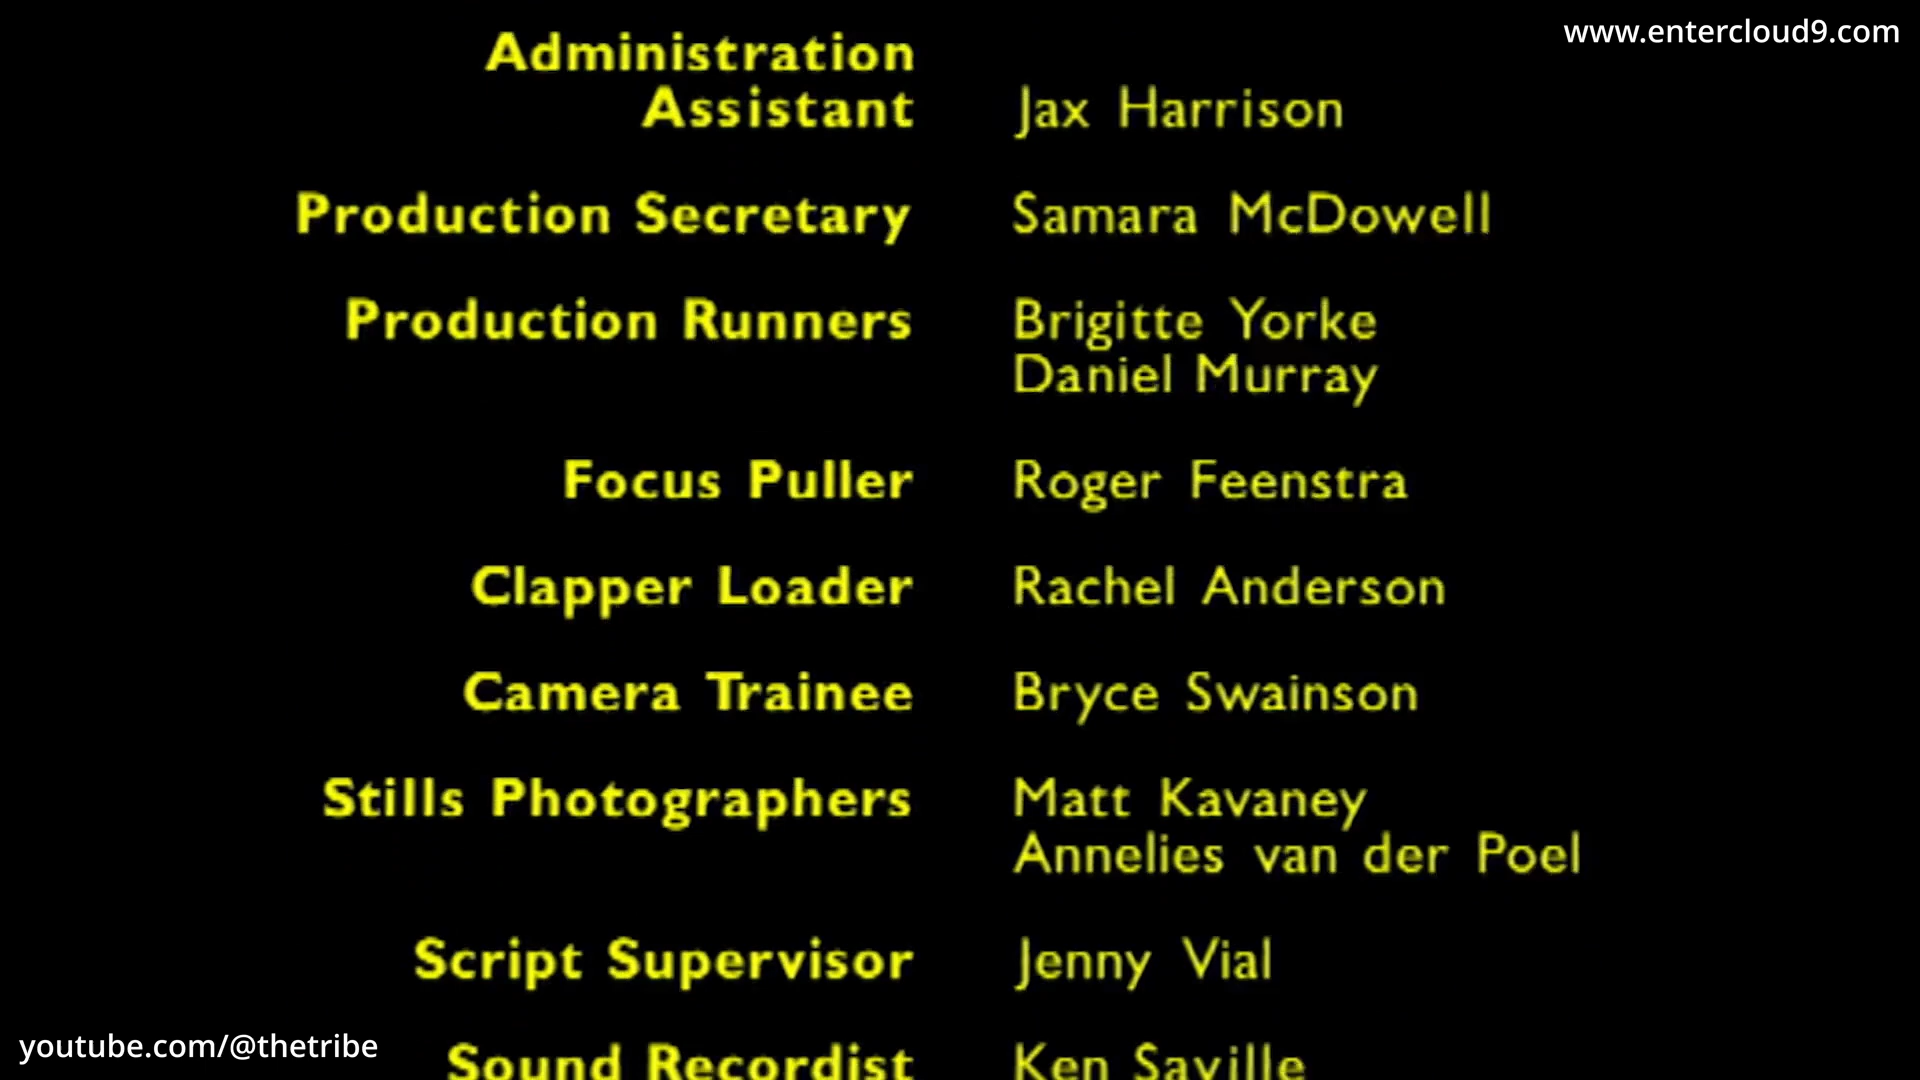 www.entercloud9.com
Administration
Assistant Jax Harrison
Production Secretary Samara McDowell
Production Runners Brigitte Yorke
Daniel Murray
Focus Puller Roger Feenstra
Clapper Loader Rachel Anderson
Camera Trainee Bryce Swainson
Stills Photographers Matt Kavaney
Annelies van der Poel
Script Supervisor Jenny Vial
Sound Recordist Ken Saville
youtube.com/@thetribe